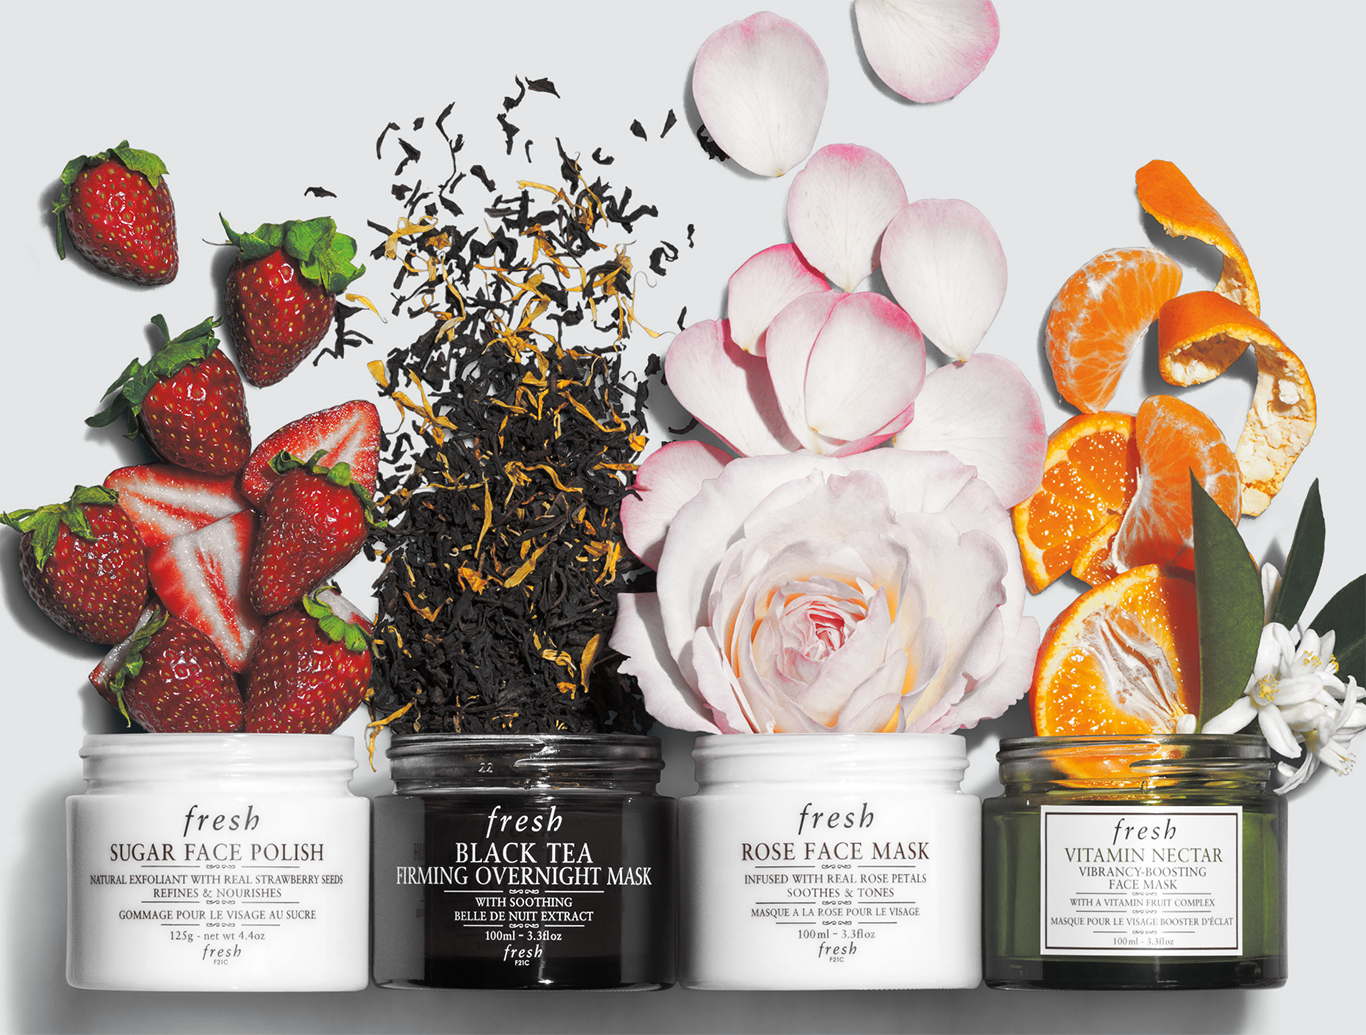 fresh
SUGAR FACE POLISH
NATURAL EXFOLIANT WITH REAL STRAWBERRY SEEDS
REFINES & NOURISHES
GOMMAGE POUR LE VISAGE AU SUCRE
125g - net wt 4.4oz
fresh
F21C
22
fresh
BLACK TEA
FIRMING OVERNIGHT MASK
WITH SOOTHING
BELLE DE NUIT EXTRACT
100ml - 3.3floz
fresh
F21C
fresh
ROSE FACE MASK
INFUSED WITH REAL ROSE PETALS
SOOTHES & TONES
MASQUE A LA ROSE POUR LE VISAGE
100ml - 3.3floz
fresh
F21C
fresh
VITAMIN NECTAR
VIBRANCY-BOOSTING
FACE MASK
WITH A VITAMIN FRUIT COMPLEX
MASQUE POUR LE VISAGE BOOSTER D'ÉCLAT
100ml - 3.3floz